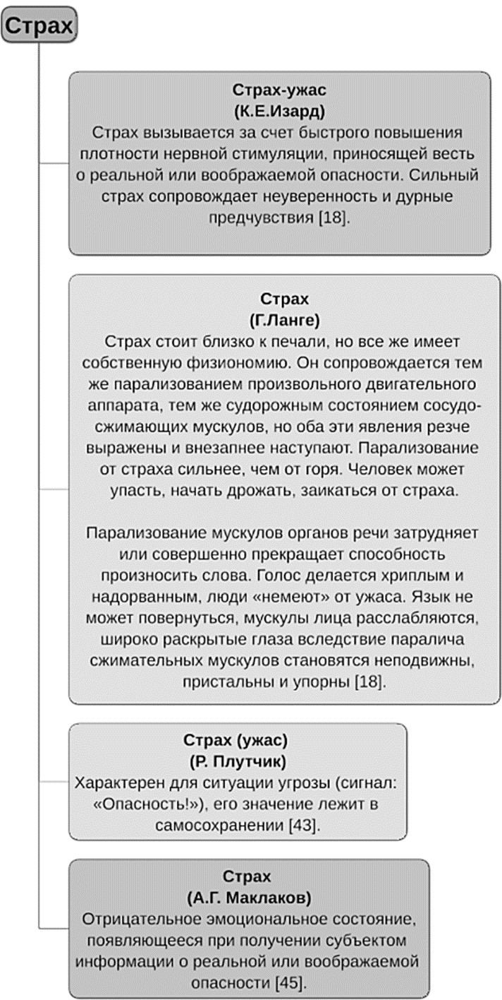 Страх
Страх-ужас
(К.Е.Изард)
Страх вызывается за счет быстрого повышения
плотности нервной стимуляции, приносящей весть
о реальной или воображаемой опасности. Сильный
страх сопровождает неуверенность и дурные
предчувствия [18].
Страх
(Г.Ланге)
Страх стоит близко к печали, но все же имеет
собственную физиономию. Он сопровождается тем
же парализованием произвольного двигательного
аппарата, тем же судорожным состоянием сосудо-
сжимающих мускулов, но оба эти явления резче
выражены и внезапнее наступают. Парализование
от страха сильнее, чем от горя. Человек может
упасть, начать дрожать, заикаться от страха.
Парализование мускулов органов речи затрудняет
или совершенно прекращает способность
произносить слова. Голос делается хриплым и
надорванным, люди «немеют» от ужаса. Язык не
может повернуться, мускулы лица расслабляются,
широко раскрытые глаза вследствие паралича
сжимательных мускулов становятся неподвижны,
пристальны и упорны [18].
Страх (ужас)
(Р. Плутчик)
Характерен для ситуации угрозы (сигнал:
«Опасность!»), его значение лежит в
самосохранении [43].
Страх
(А.Г. Маклаков)
Отрицательное эмоциональное состояние,
появляющееся при получении субъектом
информации о реальной или воображаемой
опасности [45].